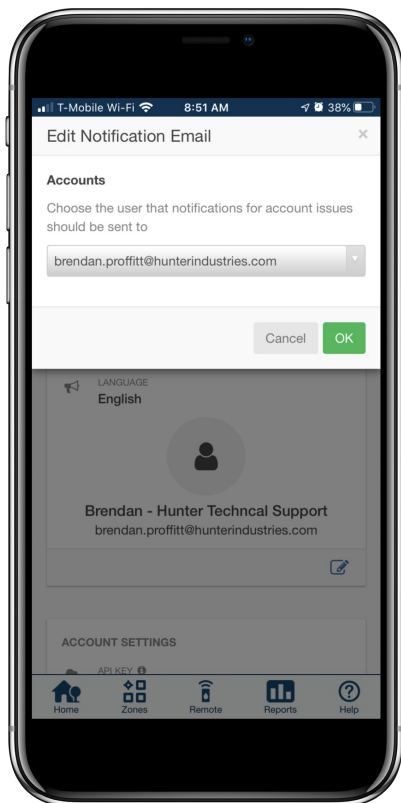 T-Mobile Wi-Fi 8:51 AM 38%
Edit Notification Email ×
Accounts
Choose the user that notifications for account issues
should be sent to
brendan.proffitt@hunterindustries.com
Cancel OK
LANGUAGE
English
Brendan - Hunter Techncal Support
brendan.proffitt@hunterindustries.com
ACCOUNT SETTINGS
API KEY
Home Zones Remote Reports Help